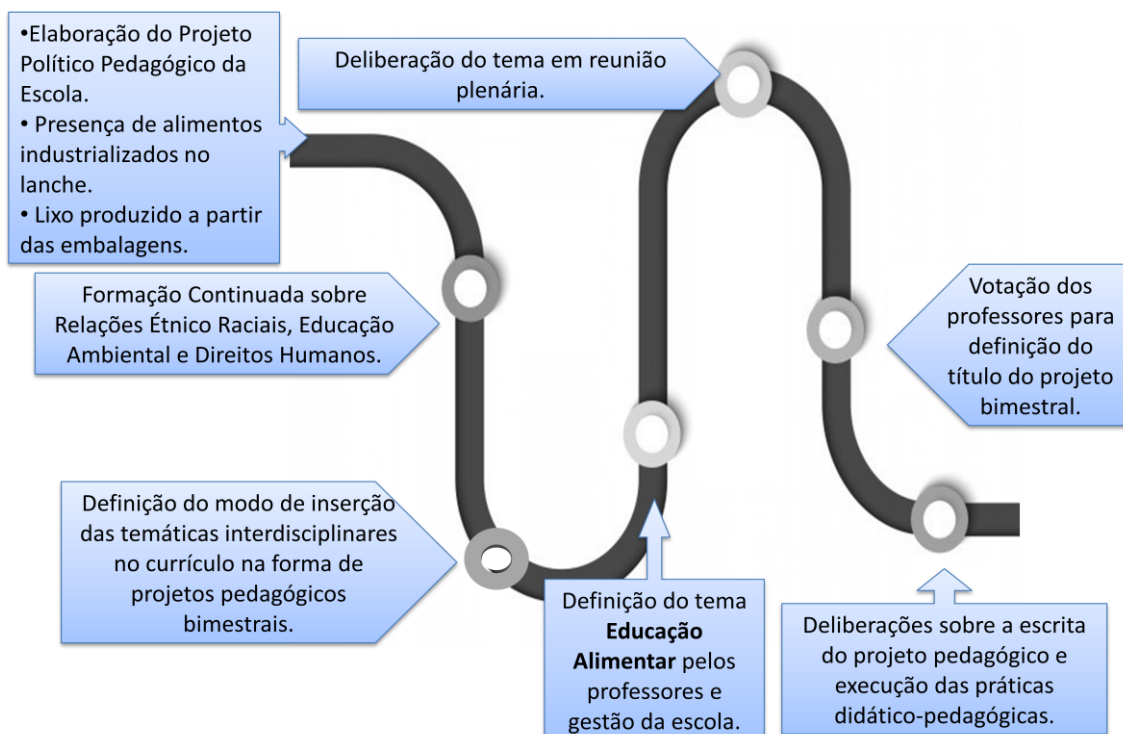 •Elaboração do Projeto
Político Pedagógico da
Escola.
• Presença de alimentos
industrializados no
lanche.
• Lixo produzido a partir
das embalagens.
Formação Continuada sobre
Relações Étnico Raciais, Educação
Ambiental e Direitos Humanos.
Definição do modo de inserção
das temáticas interdisciplinares
no currículo na forma de
projetos pedagógicos
bimestrais.
Definição do tema
Educação
Alimentar pelos
professores e
gestão da escola.
Deliberação do tema em reunião
plenária.
Votação dos
professores para
definição do
título do projeto
bimestral.
Deliberações sobre a escrita
do projeto pedagógico e
execução das práticas
didático-pedagógicas.